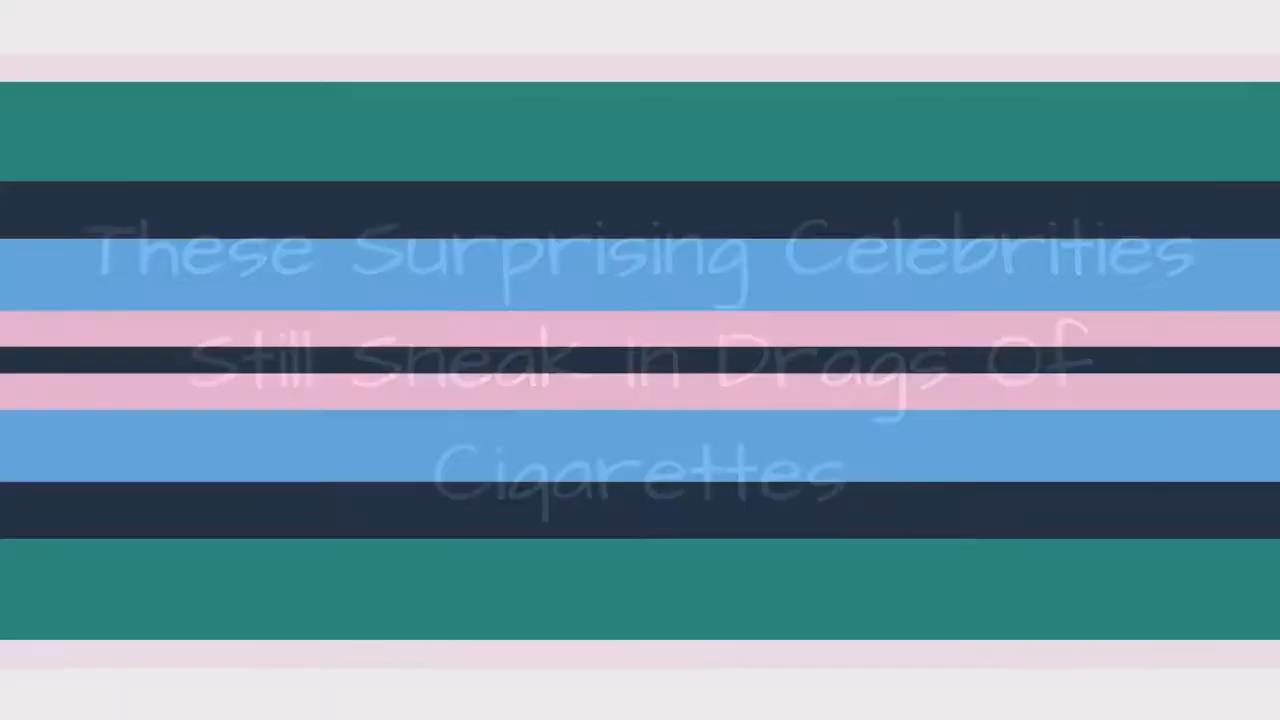 These Surprising Celebrities
Still Sneak In Drags Of
Cigarettes